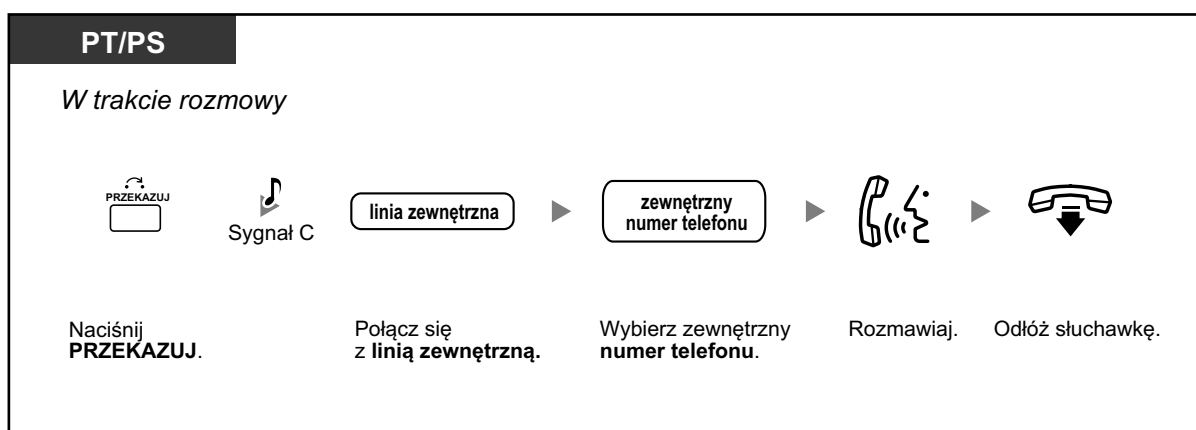 PT/PS
W trakcie rozmowy
PRZEKAZUJ
Sygnał C
linia zewnętrzna
zewnętrzny
numer telefonu
Naciśnij
PRZEKAZUJ.
Połącz się
z linią zewnętrzną.
Wybierz zewnętrzny
numer telefonu.
Rozmawiaj.
Odłóż słuchawkę.